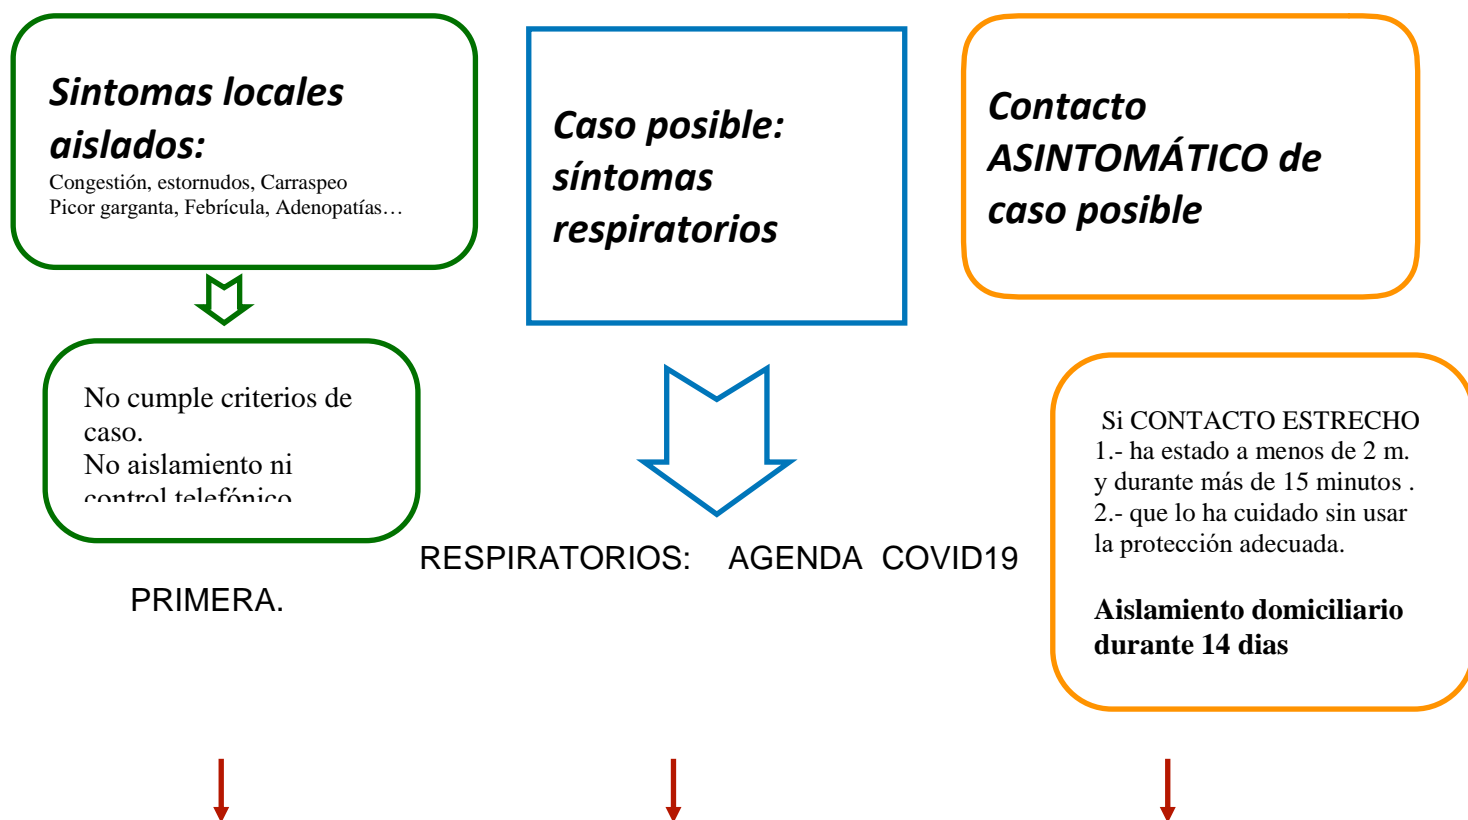 Sintomas locales
aislados:
Congestión, estornudos, Carraspeo
Picor garganta, Febrícula, Adenopatías…
Caso posible:
síntomas
respiratorios
Contacto
ASINTOMÁTICO de
caso posible
No cumple criterios de
caso.
No aislamiento ni
control telefónico
Si CONTACTO ESTRECHO
1.- ha estado a menos de 2 m.
y durante más de 15 minutos .
2.- que lo ha cuidado sin usar
la protección adecuada.
Aislamiento domiciliario
durante 14 dias
RESPIRATORIOS: AGENDA COVID19
PRIMERA.